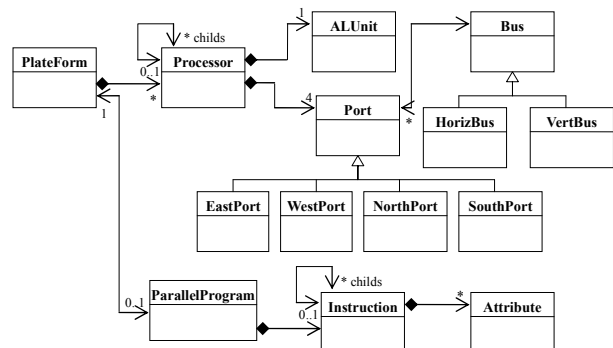 1
ALUnit
Bus
* childs
PlateForm
0..1
Processor
*
1
4
Port
*
HorizBus
VertBus
EastPort
WestPort
NorthPort
SouthPort
* childs
0..1
ParallelProgram
0..1
Instruction
*
Attribute